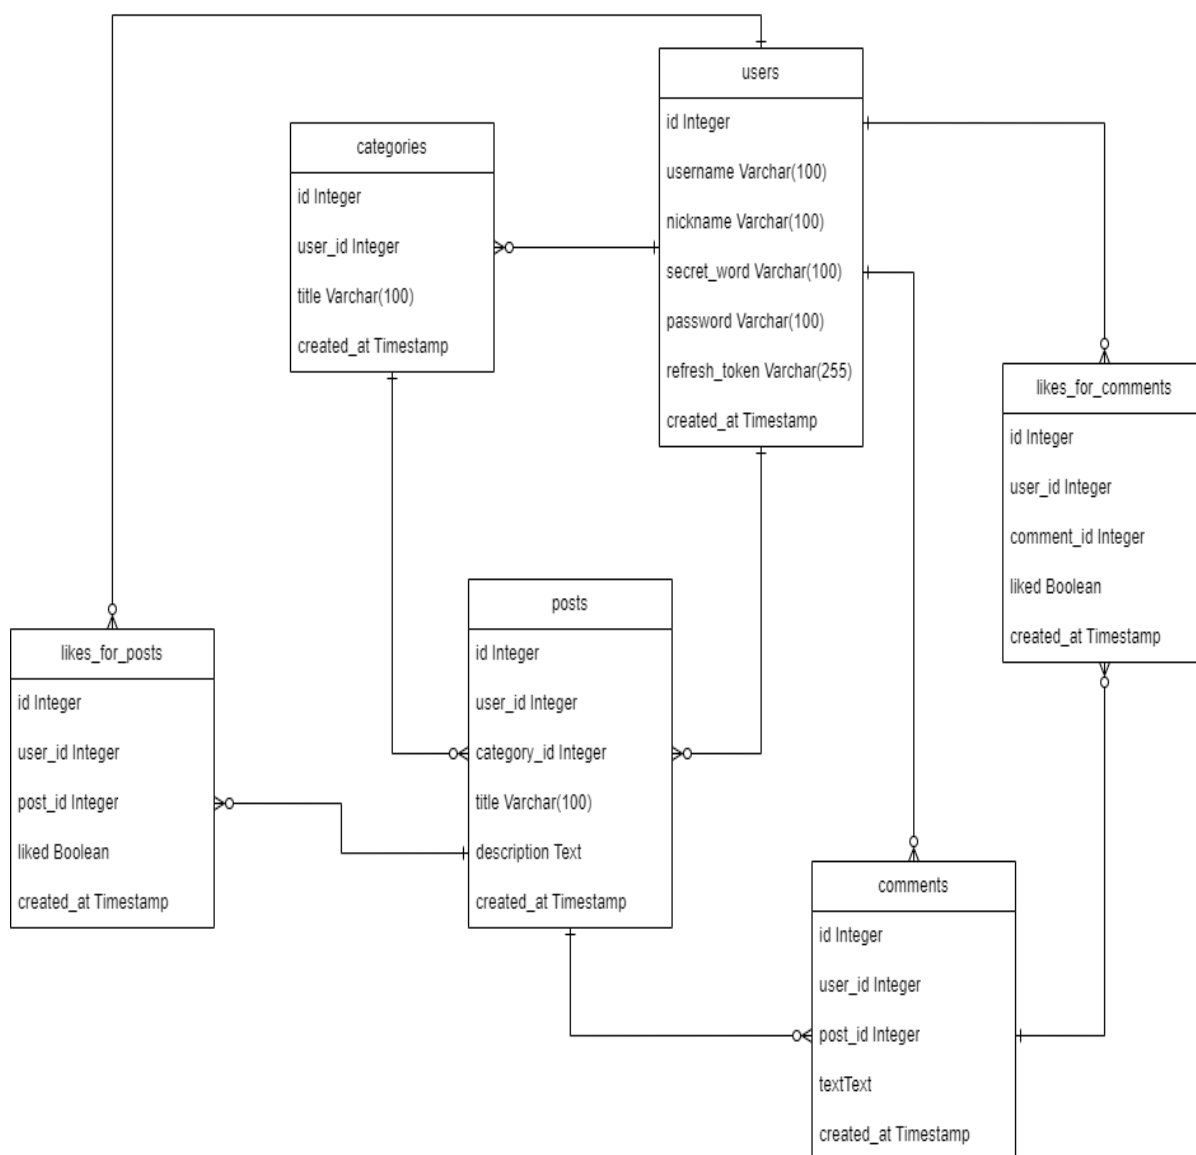 users
id Integer
username Varchar(100)
nickname Varchar(100)
secret_word Varchar(100)
password Varchar(100)
refresh_token Varchar(255)
created_at Timestamp
categories
id Integer
user_id Integer
title Varchar(100)
created_at Timestamp
likes_for_comments
id Integer
user_id Integer
comment_id Integer
liked Boolean
created_at Timestamp
posts
id Integer
user_id Integer
category_id Integer
title Varchar(100)
description Text
created_at Timestamp
likes_for_posts
id Integer
user_id Integer
post_id Integer
liked Boolean
created_at Timestamp
comments
id Integer
user_id Integer
post_id Integer
textText
created_at Timestamp